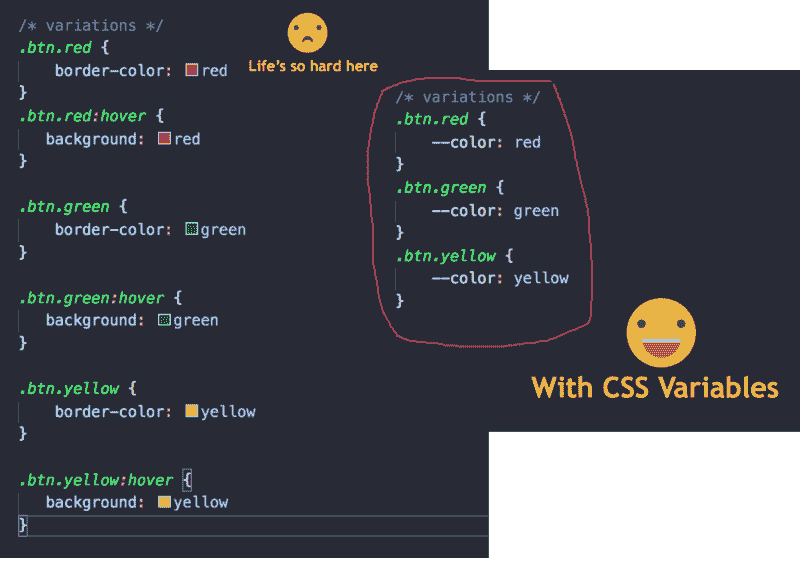 /* variations */
.btn.red {
border-color: red
}
.btn.red:hover {
background: red
}
.btn.green {
border-color: green
}
.btn.green:hover {
background: green
}
.btn.yellow {
border-color: yellow
}
.btn.yellow:hover {
background: yellow
}
Life's so hard here
/* variations */
.btn.red {
--color: red
}
.btn.green {
--color: green
}
.btn.yellow {
--color: yellow
}
With CSS Variables